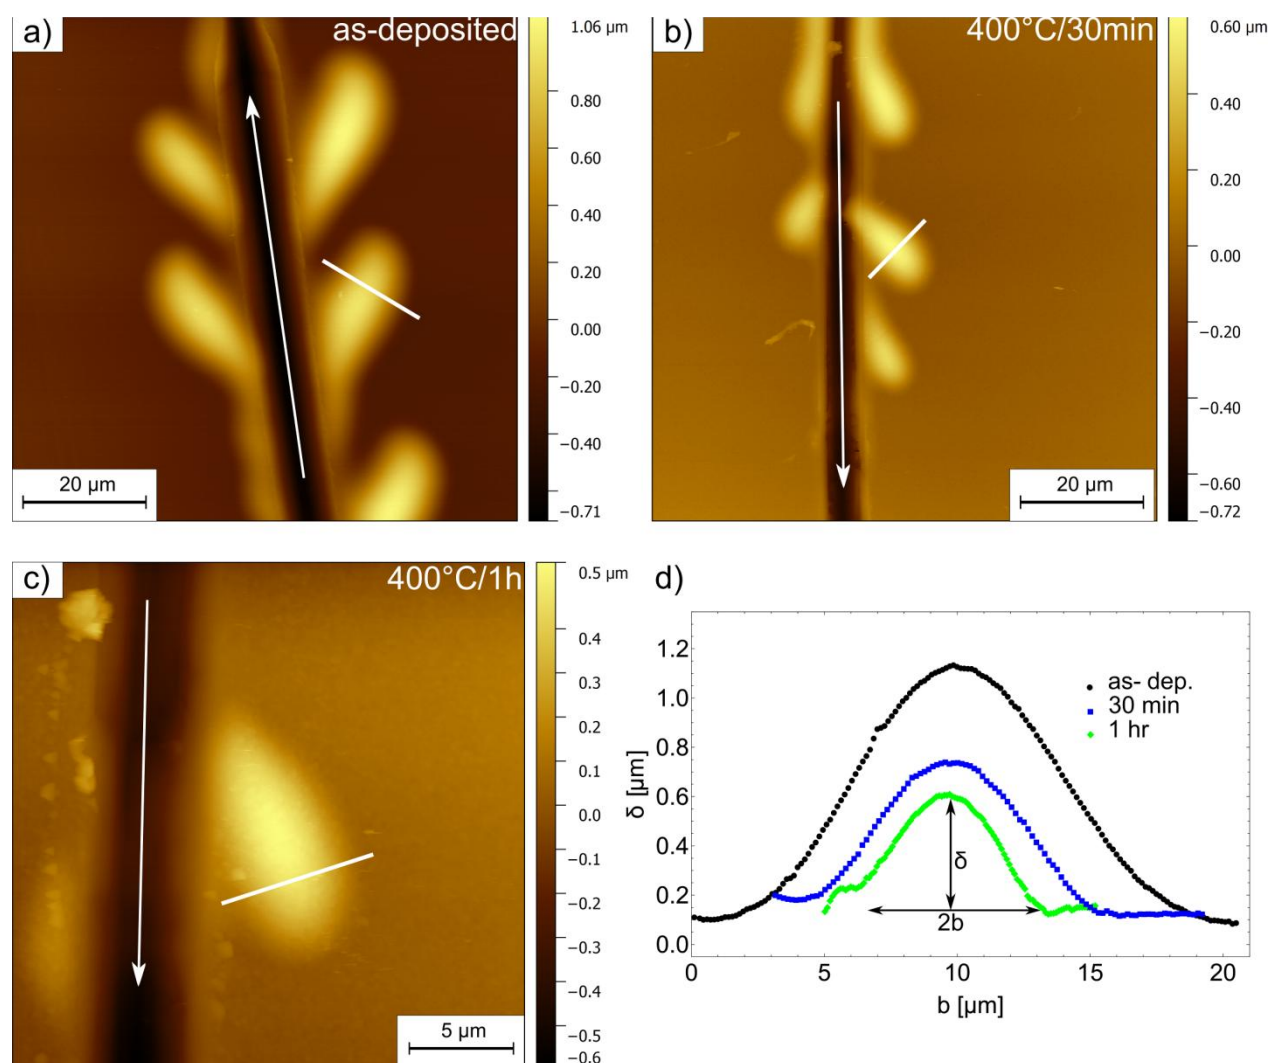 a)
as-deposited
1.06 µm
0.80
0.60
0.40
0.20
0.00
−0.20
−0.40
−0.71
20 µm
b)
400°C/30min
0.60 µm
0.40
0.20
0.00
−0.20
−0.40
−0.60
−0.72
20 µm
c)
400°C/1h
0.5 µm
0.4
0.3
0.2
0.1
0.0
−0.1
−0.2
−0.3
−0.4
−0.5
−0.6
5 µm
d)
1.2
1.0
0.8
0.6
0.4
0.2
0.0
δ [µm]
as- dep.
30 min
1 hr
δ
2b
0
5
10
15
20
b [µm]